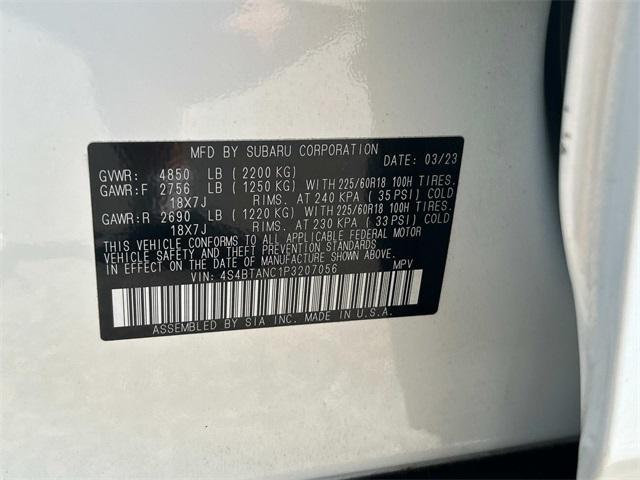 MFD BY SUBARU CORPORATION
DATE: 03/23
GVWR: 4850 LB (2200 KG)
GAWR:F 2756 LB (1250 KG) WITH 225/60R18 100H TIRES.
18X7J RIMS. AT 240 KPA (35 PSI) COLD
GAWR:R 2690 LB (1220 KG) WITH 225/60R18 100H TIRES.
18X7J RIMS. AT 230 KPA (33 PSI) COLD
THIS VEHICLE CONFORMS TO ALL APPLICABLE FEDERAL MOTOR
VEHICLE SAFETY AND THEFT PREVENTION STANDARDS
IN EFFECT ON THE DATE OF MANUFACTURE SHOWN ABOVE.
VIN: 4S4BTANC1P3207056 MPV
ASSEMBLED BY SIA INC. MADE IN U.S.A.